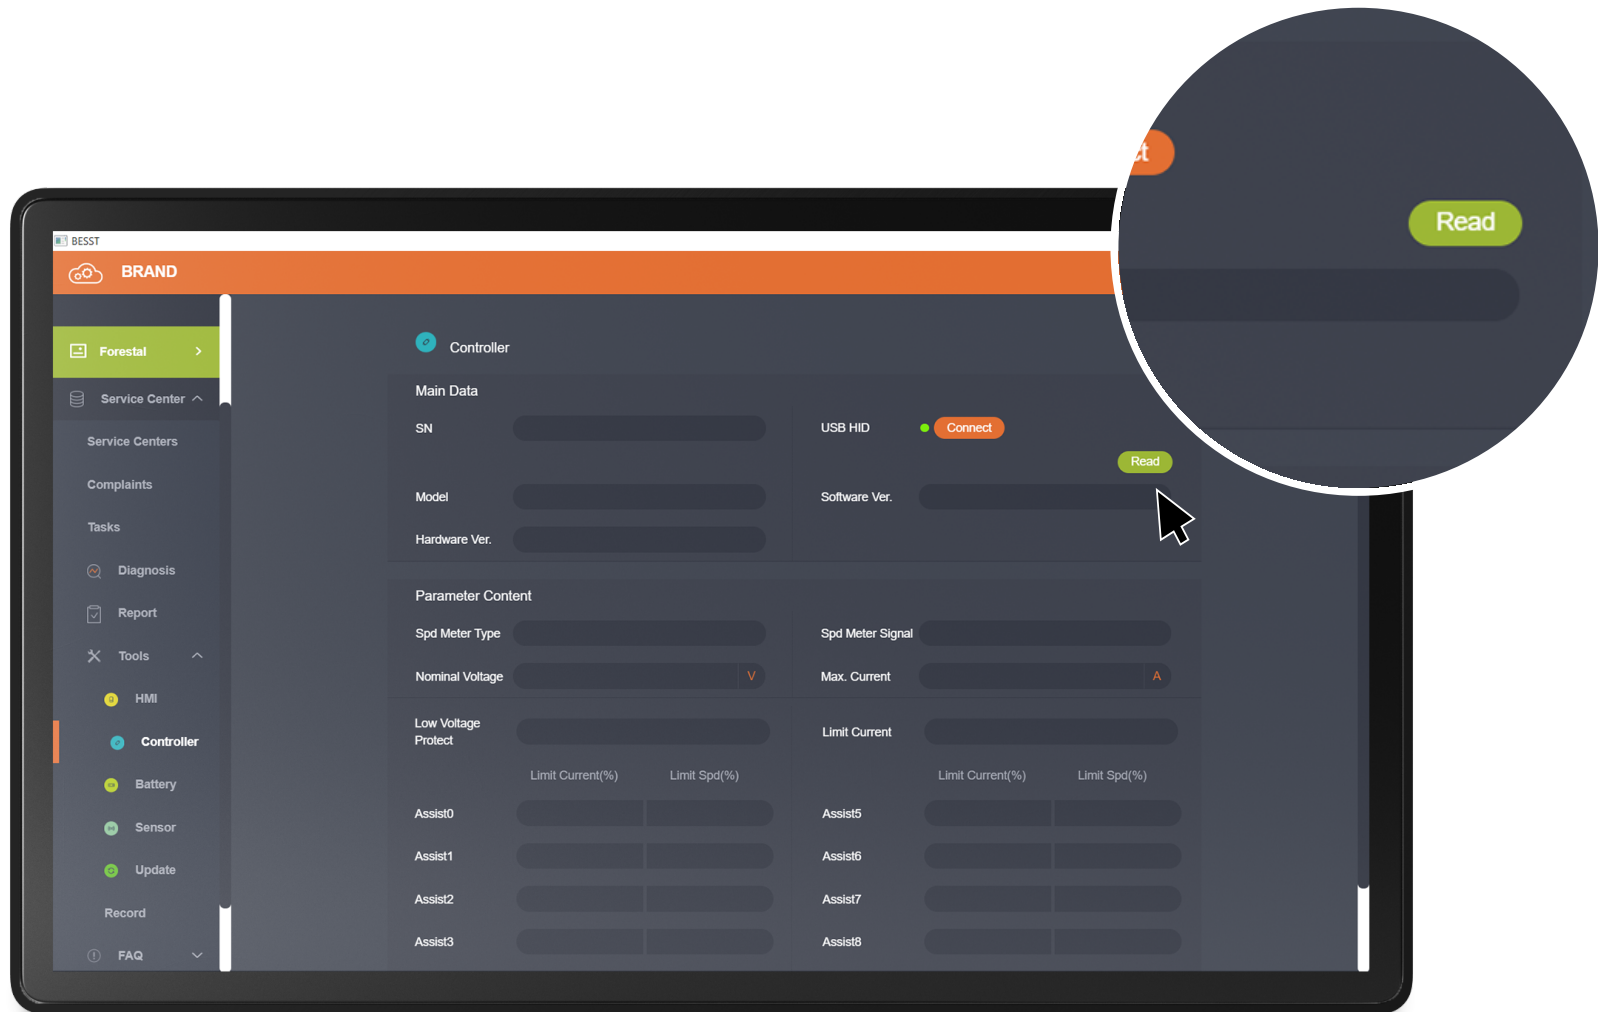 BESST
BRAND
Forestal
Service Center
Service Centers
Complaints
Tasks
Diagnosis
Report
Tools
HMI
Controller
Battery
Sensor
Update
Record
FAQ
Controller
Main Data
SN
USB HID Connect
Read
Model
Software Ver.
Hardware Ver.
Parameter Content
Spd Meter Type
Spd Meter Signal
Nominal Voltage V
Max. Current A
Low Voltage
Protect
Limit Current
Limit Current(%) Limit Spd(%)
Limit Current(%) Limit Spd(%)
Assist0
Assist5
Assist1
Assist6
Assist2
Assist7
Assist3
Assist8
ct
Read